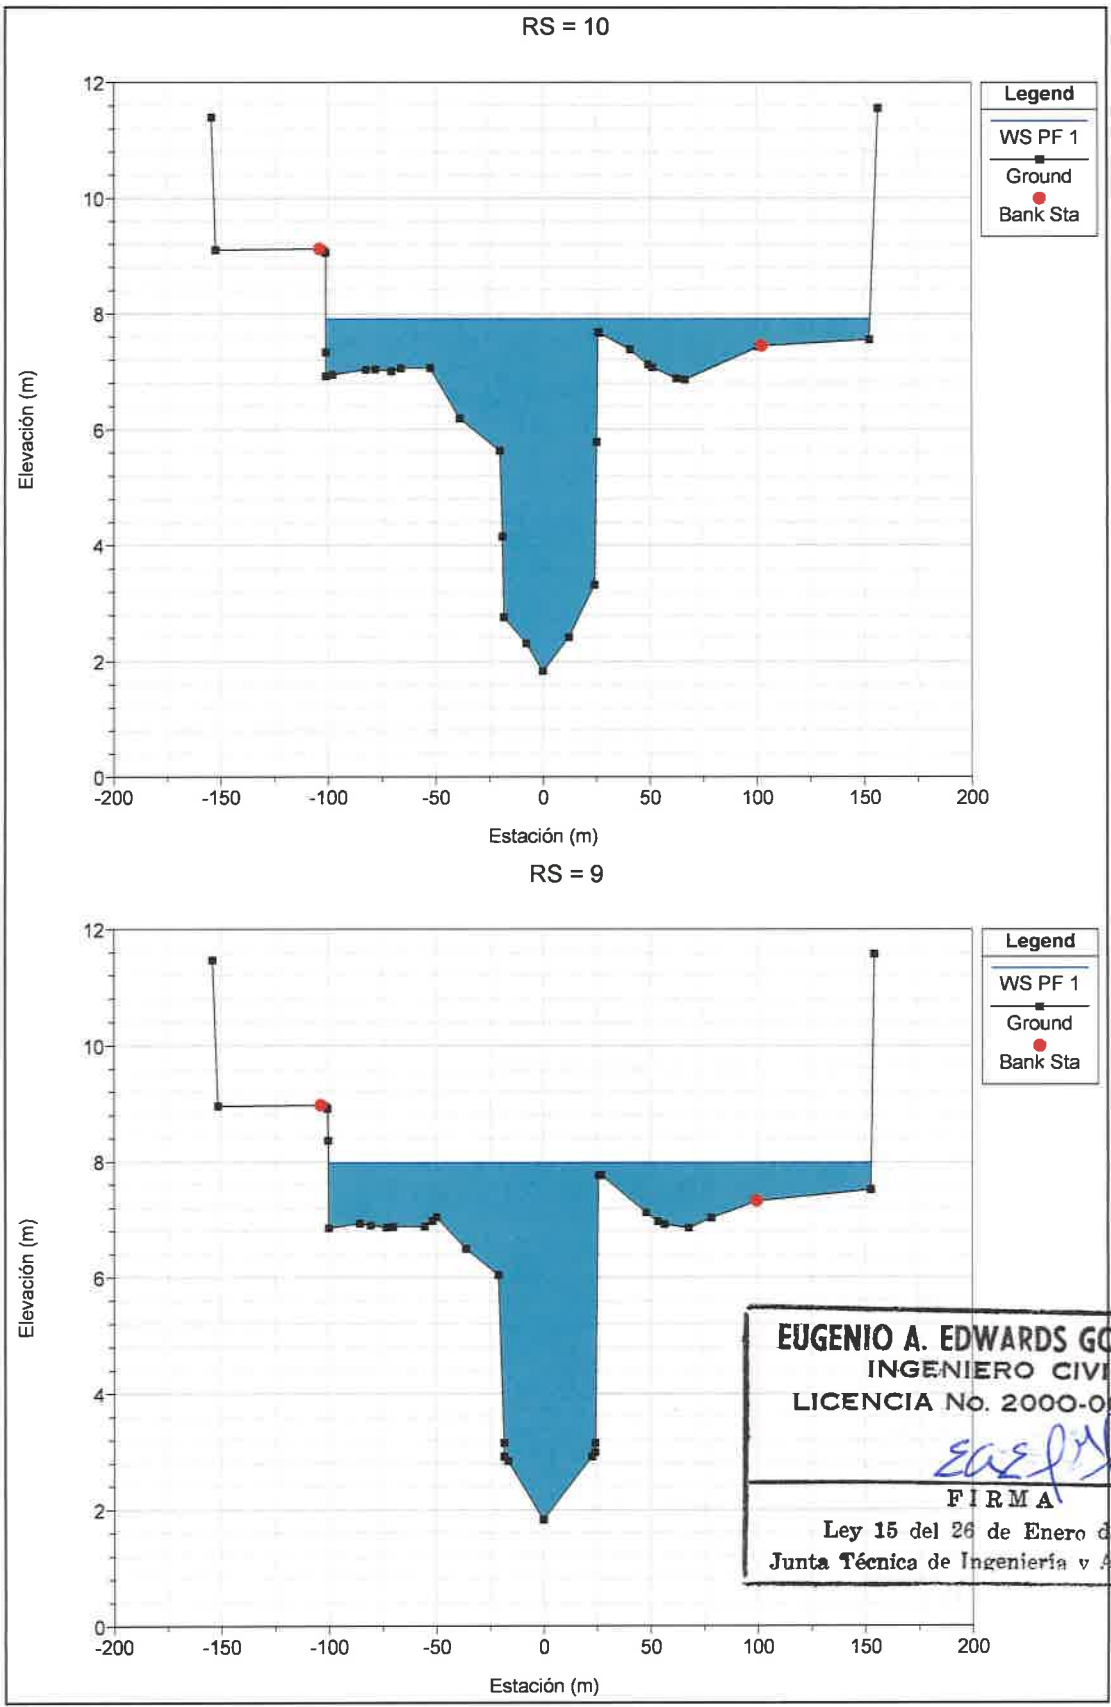 RS = 10
12
10
8
6
4
2
0
Elevación (m)
-200 -150 -100 -50 0 50 100 150 200
Estación (m)
Legend
WS PF 1
Ground
Bank Sta
RS = 9
12
10
8
6
4
2
0
Elevación (m)
-200 -150 -100 -50 0 50 100 150 200
Estación (m)
Legend
WS PF 1
Ground
Bank Sta
EUGENIO A. EDWARDS
INGENIERO
LICENCIA No.
FIRMA
Ley 15 del 26 de Enero
Junta Técnica de Ingeniería